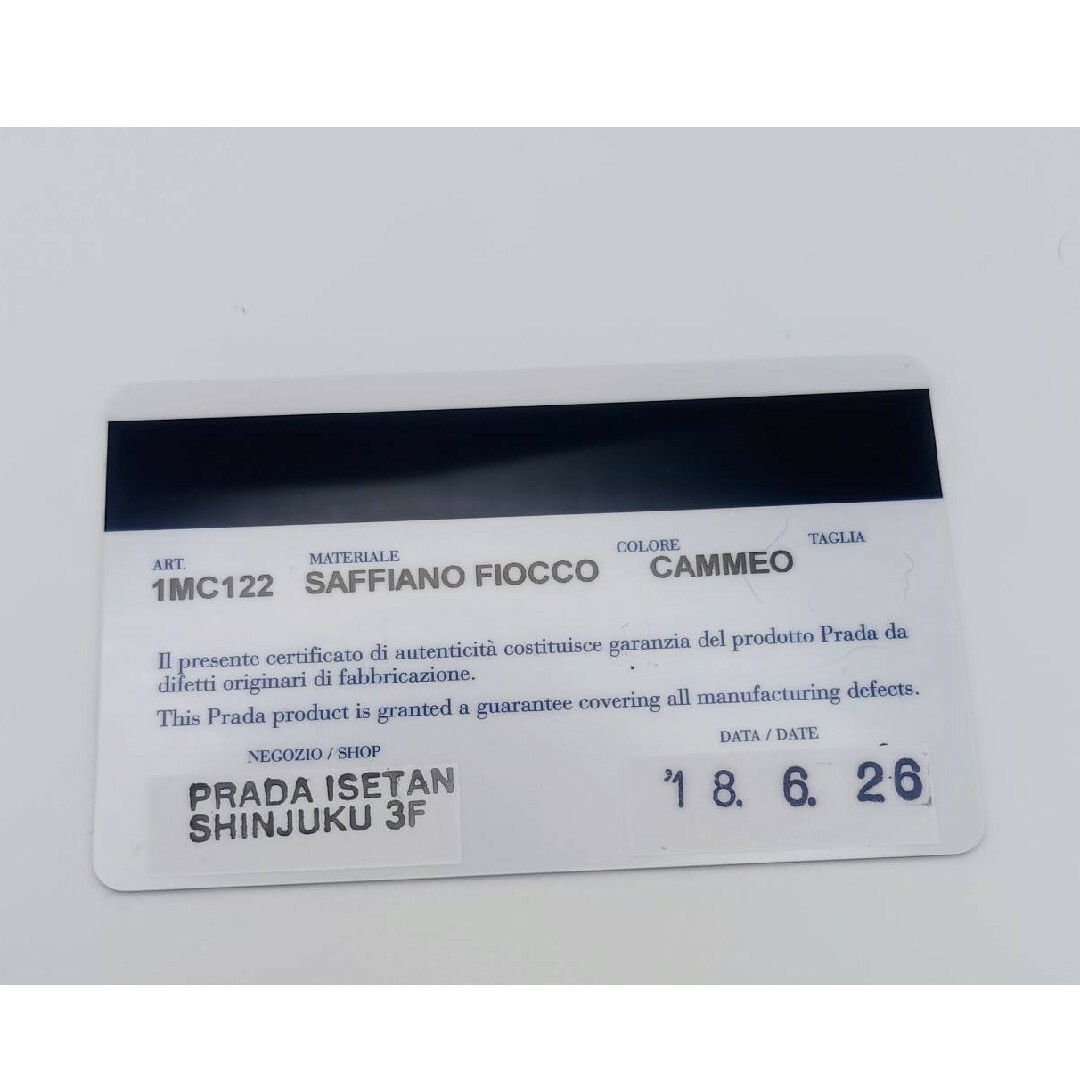 ART.
1MC122
MATERIALE
SAFFIANO FIOCCO
COLORE
CAMMEO
TAGLIA
Il presente certificato di autenticità costituisce garanzia del prodotto Prada da
difetti originari di fabbricazione.
This Prada product is granted a guarantee covering all manufacturing defects.
NEGOZIO / SHOP
PRADA ISETAN
SHINJUKU 3F
DATA / DATE
'18. 6. 26